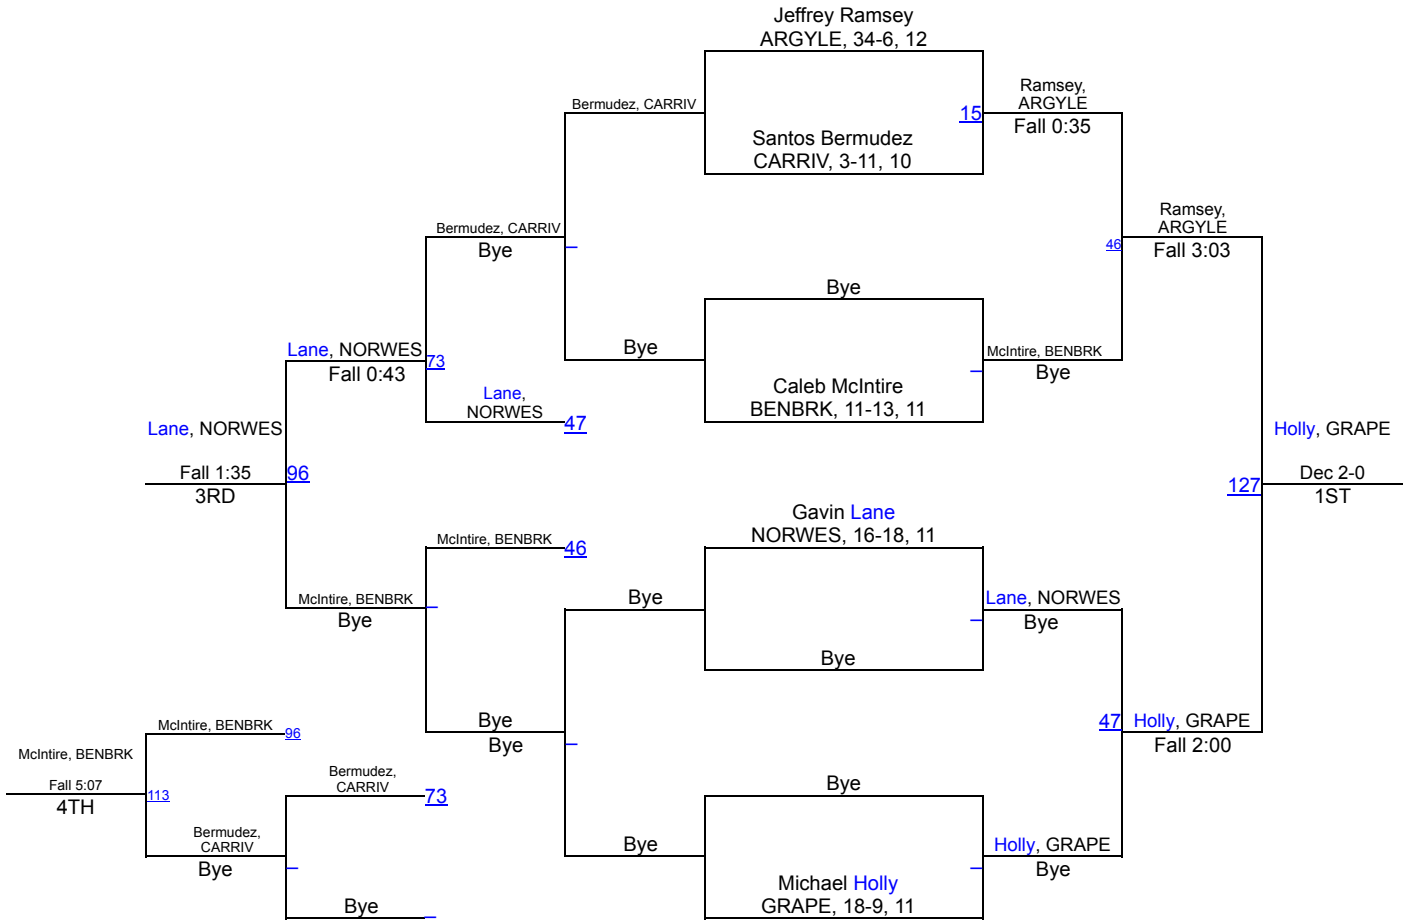 Jeffrey Ramsey
ARGYLE, 34-6, 12
Bermudez, CARRIV
15
Ramsey,
ARGYLE
Fall 0:35
Santos Bermudez
CARRIV, 3-11, 10
Bermudez, CARRIV
Bye
46
Ramsey,
ARGYLE
Fall 3:03
Bye
Lane, NORWES
Fall 0:43
73
Bye
McIntire, BENBRK
Bye
Caleb McIntire
BENBRK, 11-13, 11
Lane,
NORWES
47
Lane, NORWES
Fall 1:35
3RD
96
Holly, GRAPE
Dec 2-0
1ST
127
Gavin Lane
NORWES, 16-18, 11
McIntire, BENBRK
46
McIntire, BENBRK
Bye
Bye
Lane, NORWES
Bye
Bye
Bye
Bye
47
Holly, GRAPE
Fall 2:00
McIntire, BENBRK
96
McIntire, BENBRK
Fall 5:07
4TH
113
Bermudez,
CARRIV
73
Bye
Bermudez,
CARRIV
Bye
Bye
Holly, GRAPE
Bye
Michael Holly
GRAPE, 18-9, 11
Bye